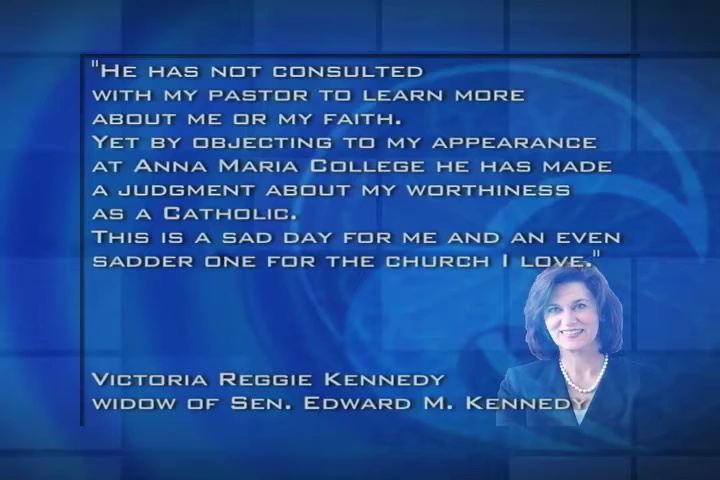 "He has not consulted
with my pastor to learn more
about me or my faith.
Yet by objecting to my appearance
at Anna Maria College he has made
a judgment about my worthiness
as a Catholic.
This is a sad day for me and an even
sadder one for the church I love."
Victoria Reggie Kennedy
widow of Sen. Edward M. Kennedy